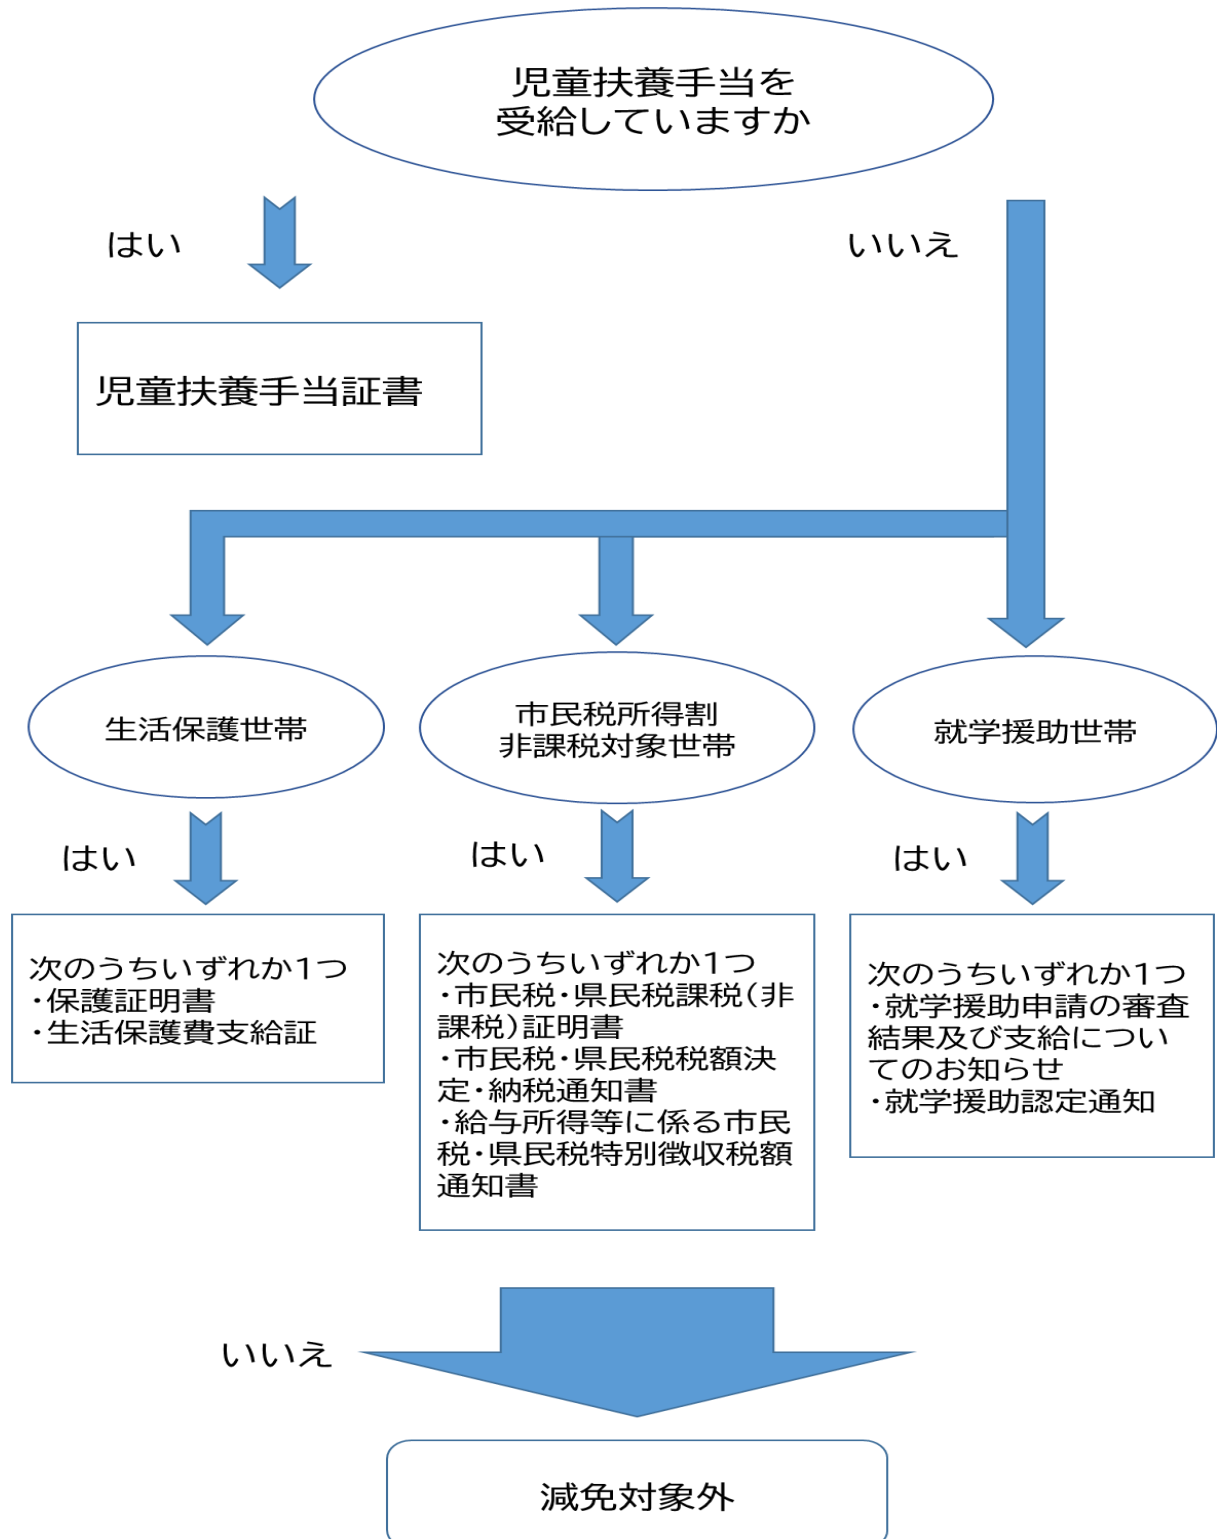 児童扶養手当を
受給していますか
はい
いいえ
児童扶養手当証書
生活保護世帯
市民税所得割
非課税対象世帯
就学援助世帯
はい
はい
はい
次のうちいずれか1つ
・保護証明書
・生活保護費支給証
次のうちいずれか1つ
・市民税・県民税課税(非
課税)証明書
・市民税・県民税税額決
定・納税通知書
・給与所得等に係る市民
税・県民税特別徴収税額
通知書
次のうちいずれか1つ
・就学援助申請の審査
結果及び支給につい
てのお知らせ
・就学援助認定通知
いいえ
減免対象外